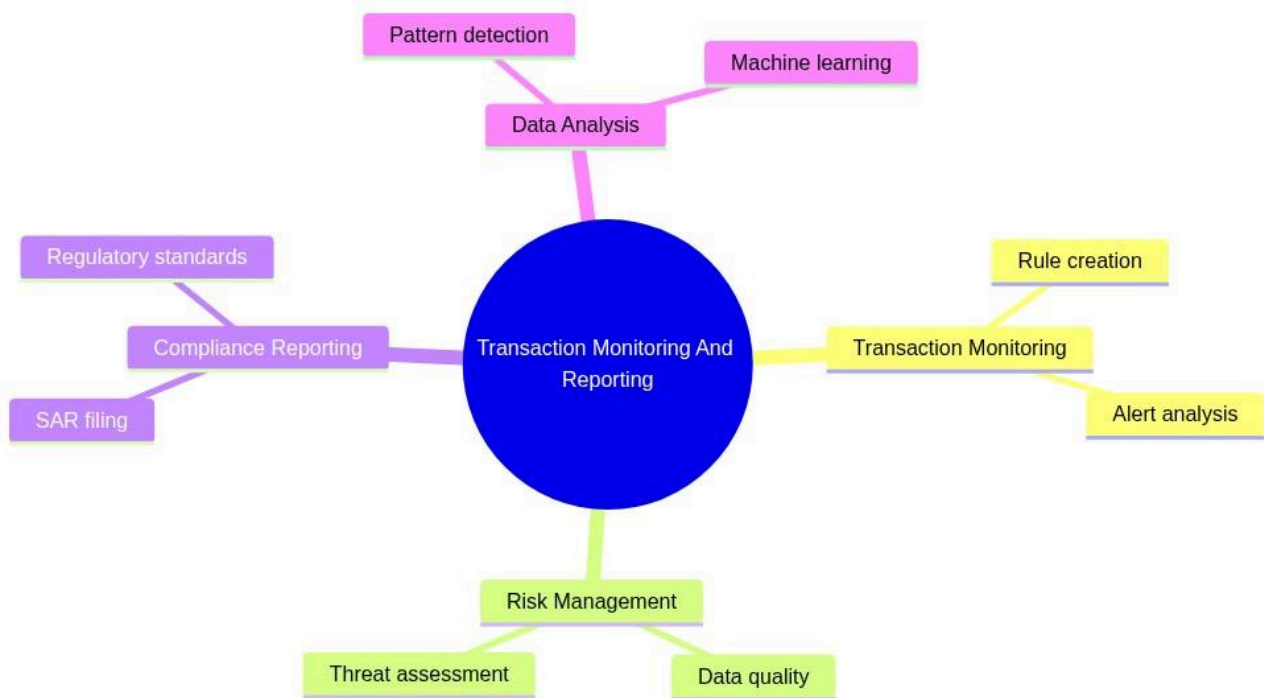 Pattern detection
Machine learning
Data Analysis
Regulatory standards
Rule creation
Compliance Reporting
Transaction Monitoring And
Reporting
Transaction Monitoring
SAR filing
Alert analysis
Risk Management
Threat assessment
Data quality